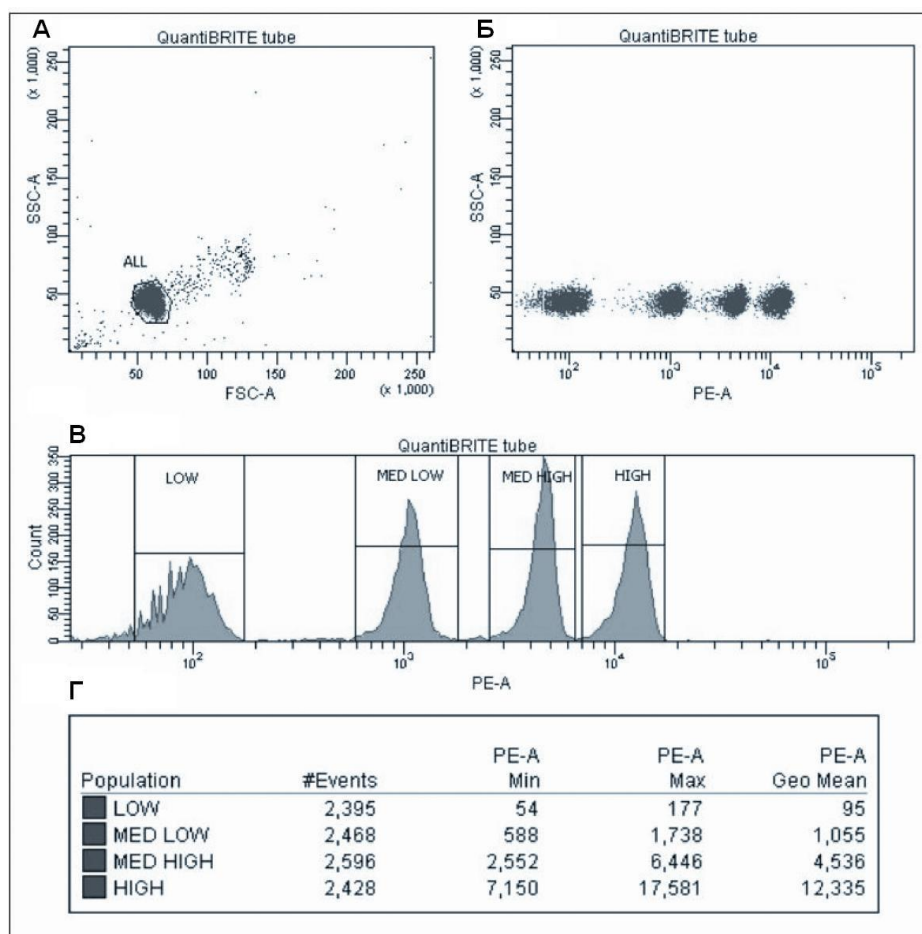 А
QuantiBRITE tube
(x 1,000)
250
200
150
100
50
SSC-A
ALL
50 100 150 200 250
(x 1,000)
FSC-A
Б
QuantiBRITE tube
(x 1,000)
250
200
150
100
50
SSC-A
10² 10³ 10⁴ 10⁵
PE-A
В
QuantiBRITE tube
LOW MED LOW MED HIGH HIGH
Count
350
300
250
200
150
100
50
0
10² 10³ 10⁴ 10⁵
PE-A
Г
PE-A PE-A PE-A
Population #Events Min Max Geo Mean
LOW 2,395 54 177 95
MED LOW 2,468 588 1,738 1,055
MED HIGH 2,596 2,552 6,446 4,536
HIGH 2,428 7,150 17,581 12,335